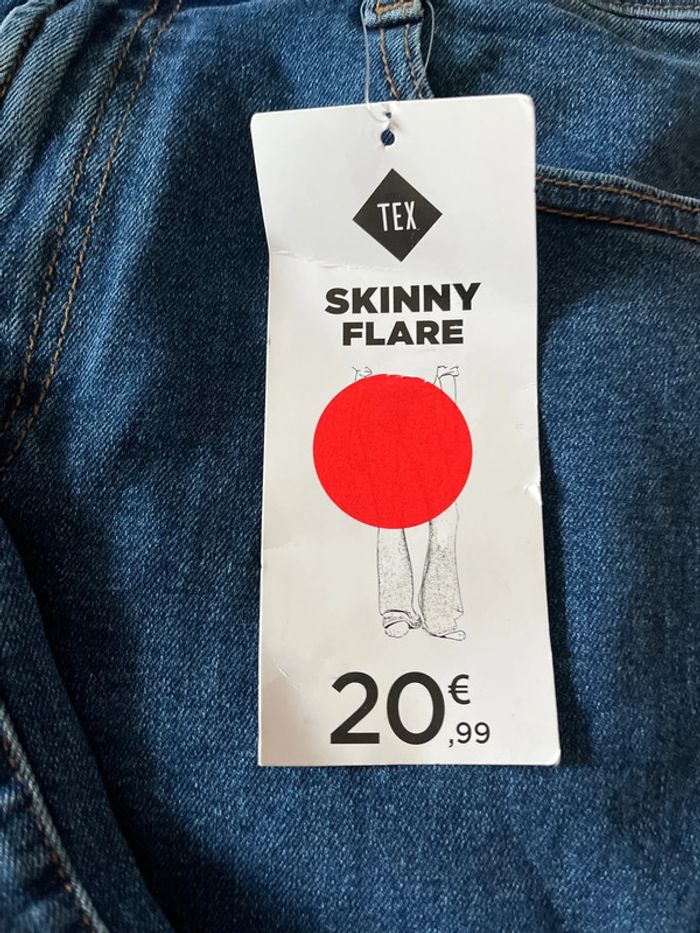 TEX
SKINNY
FLARE
20€,99